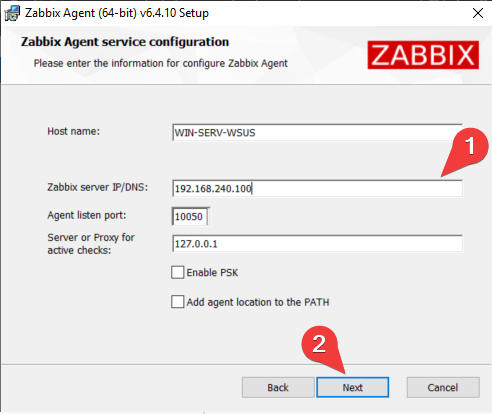 Zabbix Agent (64-bit) v6.4.10 Setup
Zabbix Agent service configuration
Please enter the information for configure Zabbix Agent
ZABBIX
Host name:
WIN-SERV-WSUS
1
Zabbix server IP/DNS:
192.168.240.100
Agent listen port:
10050
Server or Proxy for
active checks:
127.0.0.1
Enable PSK
Add agent location to the PATH
2
Back
Next
Cancel